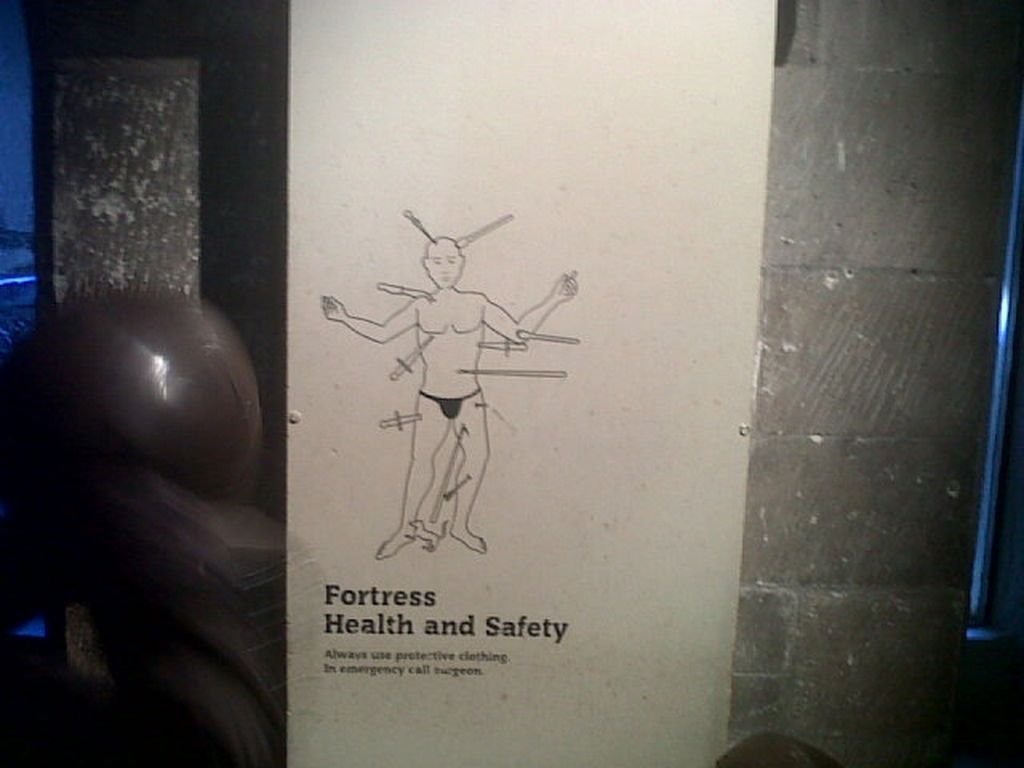 Fortress
Health and Safety
Always use protective clothing.
In emergency call surgeon.